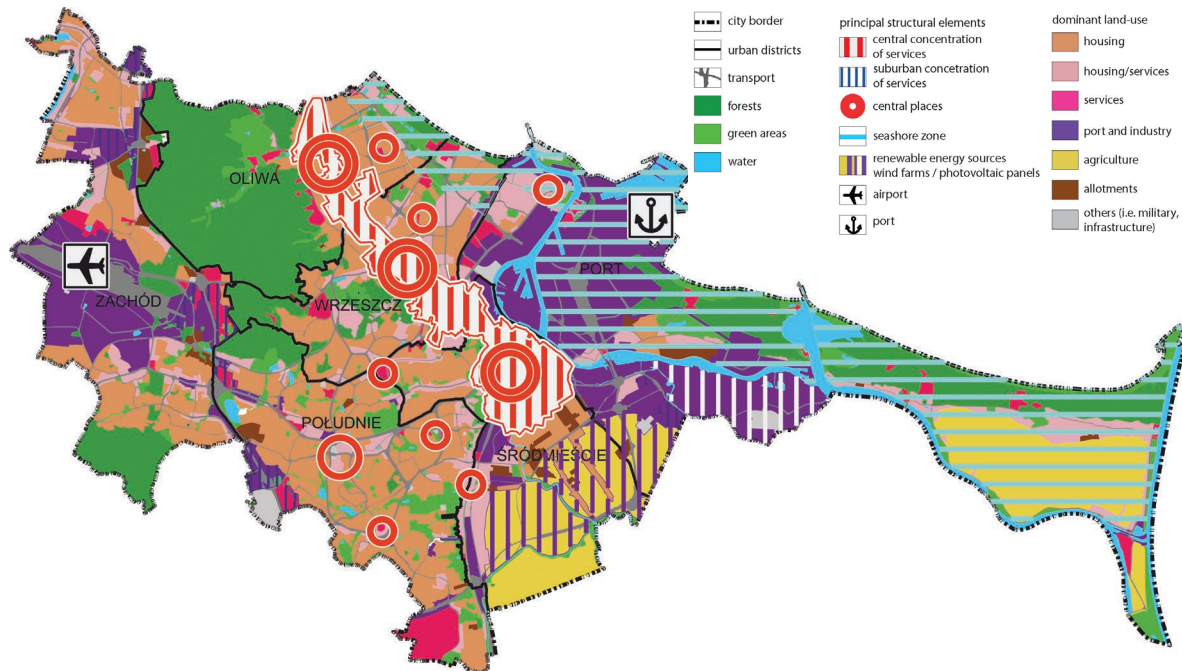 city border
urban districts
transport
forests
green areas
water
principal structural elements
central concentration
of services
suburban concetration
of services
central places
seashore zone
renewable energy sources
wind farms / photovoltaic panels
airport
port
dominant land-use
housing
housing/services
services
port and industry
agriculture
allotments
others (i.e. military,
infrastructure)
OLIWA
ZACHÓD
WRZESZCZ
PORT
POŁUDNIE
ŚRÓDMIEŚCIE